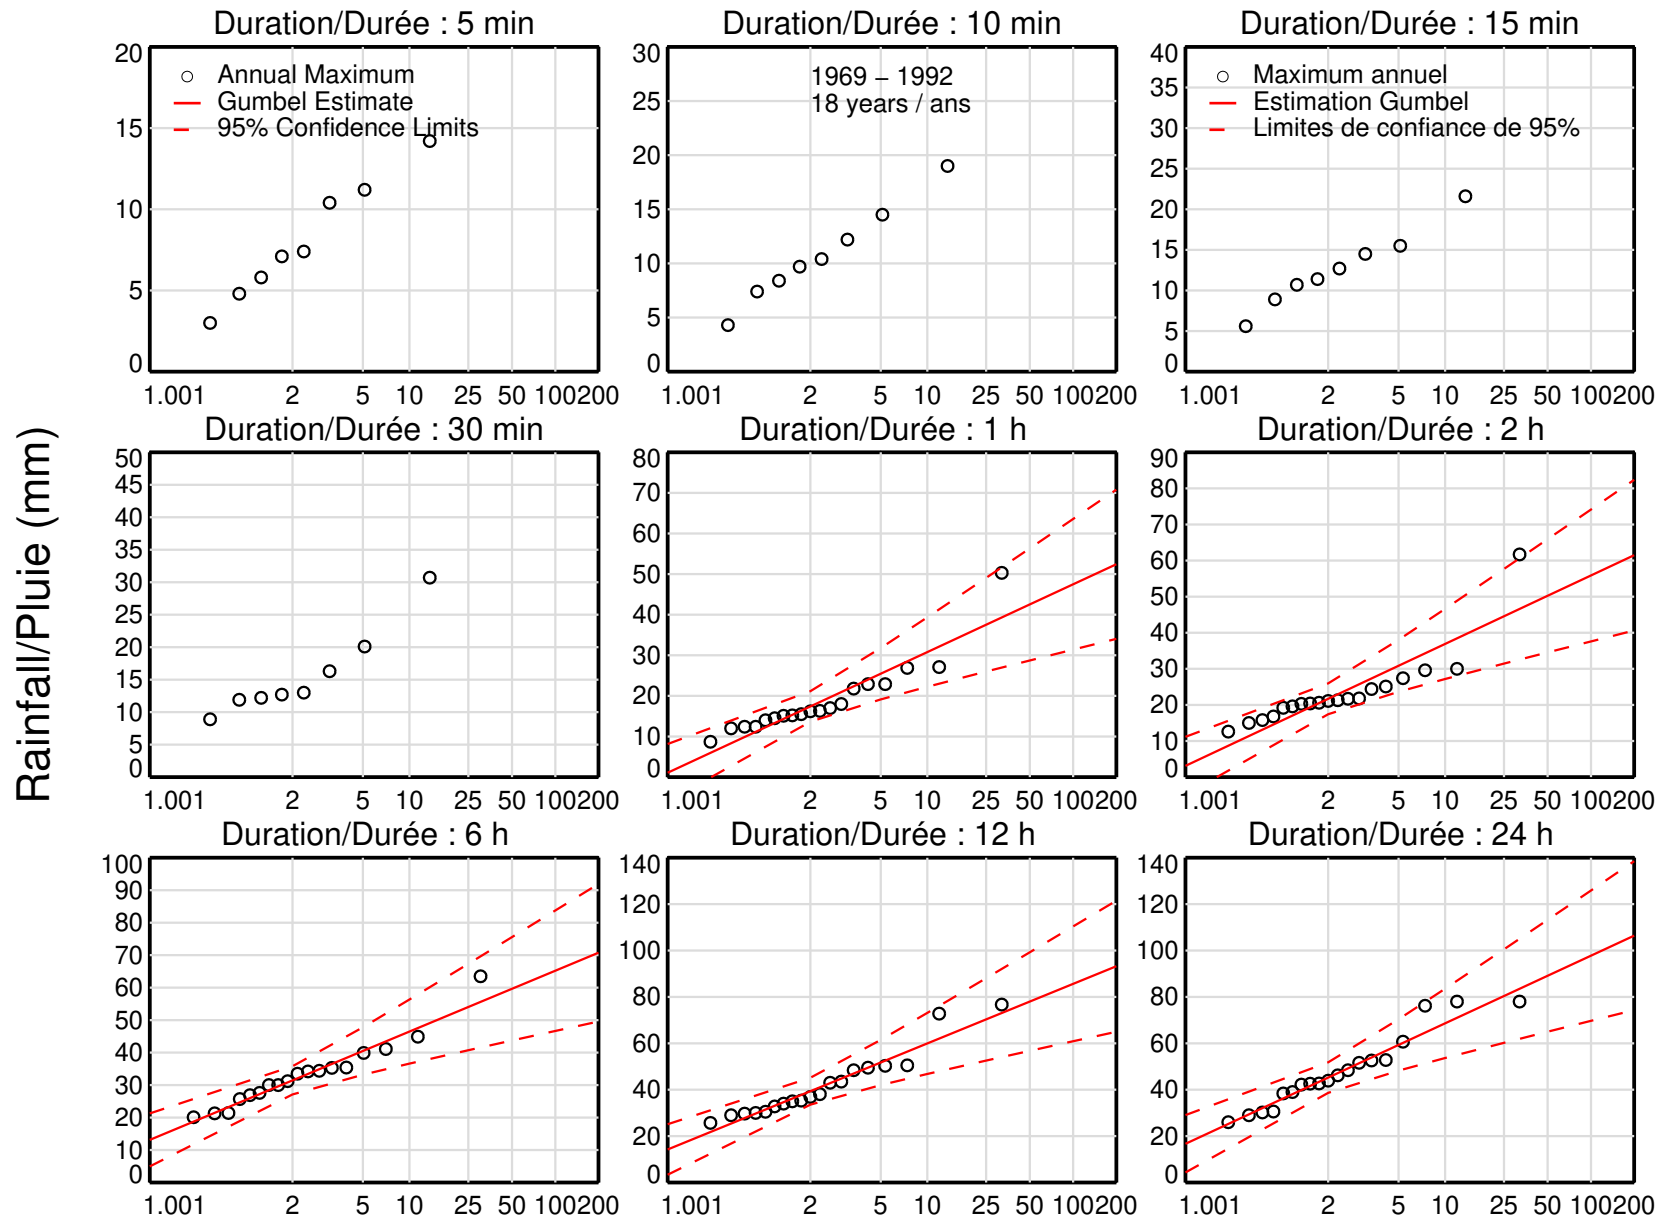 Rainfall/Pluie (mm)
Duration/Durée : 5 min
20
15
10
5
0
Annual Maximum
Gumbel Estimate
95% Confidence Limits
1.001 2 5 10 25 50 100200
Duration/Durée : 10 min
30
25
20
15
10
5
0
1969 – 1992
18 years / ans
1.001 2 5 10 25 50 100200
Duration/Durée : 15 min
40
35
30
25
20
15
10
5
0
Maximum annuel
Estimation Gumbel
Limites de confiance de 95%
1.001 2 5 10 25 50 100200
Duration/Durée : 30 min
50
45
40
35
30
25
20
15
10
5
0
1.001 2 5 10 25 50 100200
Duration/Durée : 1 h
80
70
60
50
40
30
20
10
0
1.001 2 5 10 25 50 100200
Duration/Durée : 2 h
90
80
70
60
50
40
30
20
10
0
1.001 2 5 10 25 50 100200
Duration/Durée : 6 h
100
90
80
70
60
50
40
30
20
10
0
1.001 2 5 10 25 50 100200
Duration/Durée : 12 h
140
120
100
80
60
40
20
0
1.001 2 5 10 25 50 100200
Duration/Durée : 24 h
140
120
100
80
60
40
20
0
1.001 2 5 10 25 50 100200